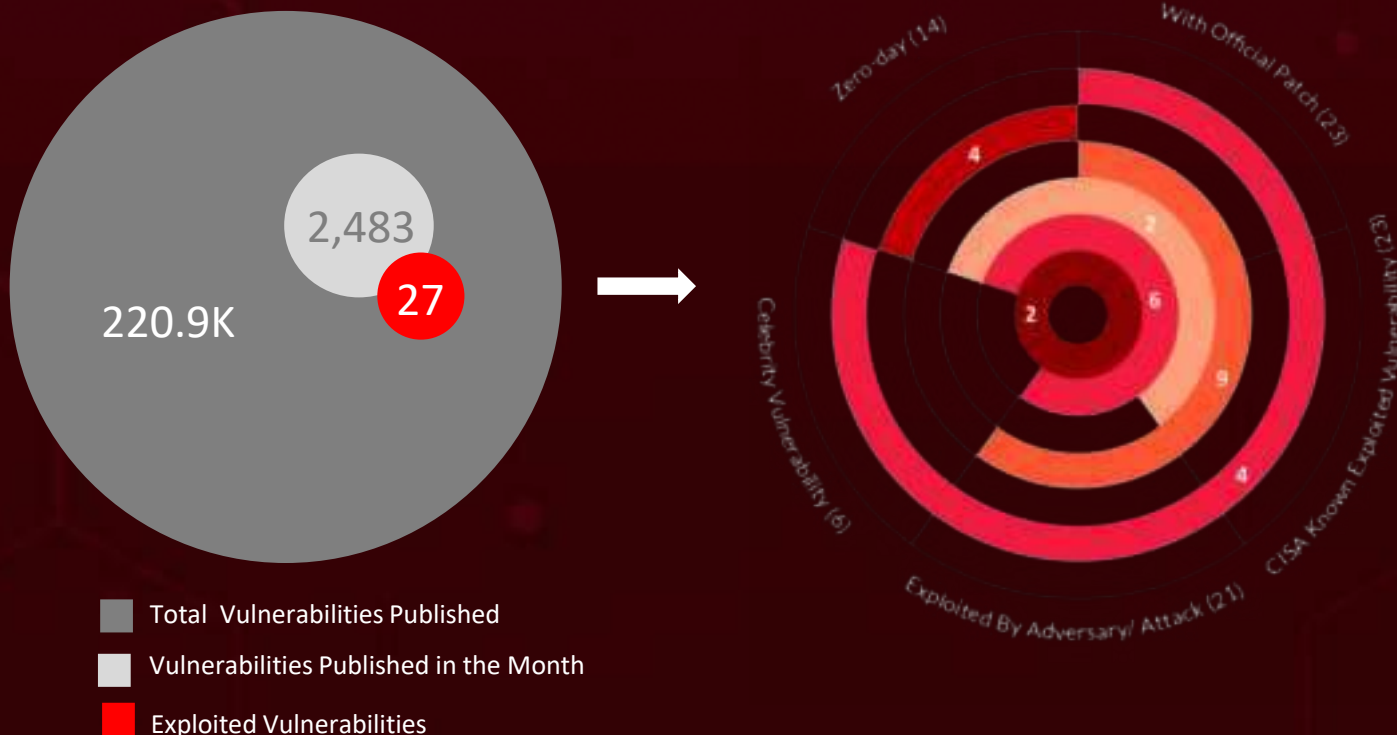 220.9K
2,483
27
Total Vulnerabilities Published
Vulnerabilities Published in the Month
Exploited Vulnerabilities
Zero-day (14)
With Official Patch (23)
CISA Known Exploited Vulnerability (23)
Exploited By Adversary/ Attack (21)
Celebrity Vulnerability (6)
4
2
6
2
9
4